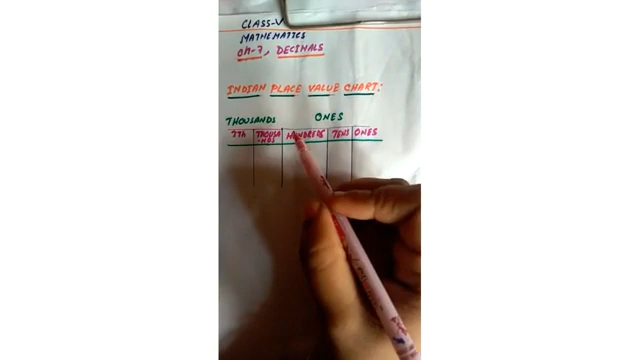 CLASS-V
MATHEMATICS
CH-7, DECIMALS
INDIAN PLACE VALUE CHART:
THOUSANDS ONES
TTh THOUSA-NDS HUNDREDS TENS ONES